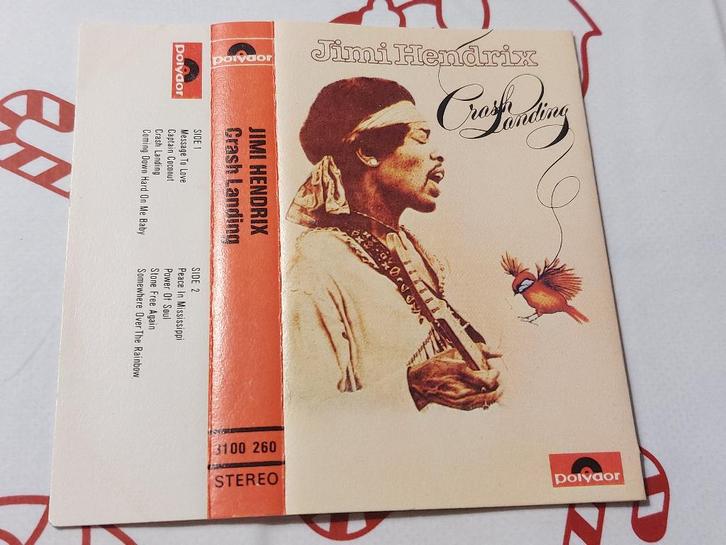 polydor
SIDE 1
Message To Love
Captain Coconut
Crash Landing
Coming Down Hard On Me Baby
SIDE 2
Peace In Mississippi
Power Of Soul
Stone Free Again
Somewhere Over The Rainbow
polydor
JIMI HENDRIX
Crash Landing
3100 260
STEREO
Jimi Hendrix
Crash Landing
polydor